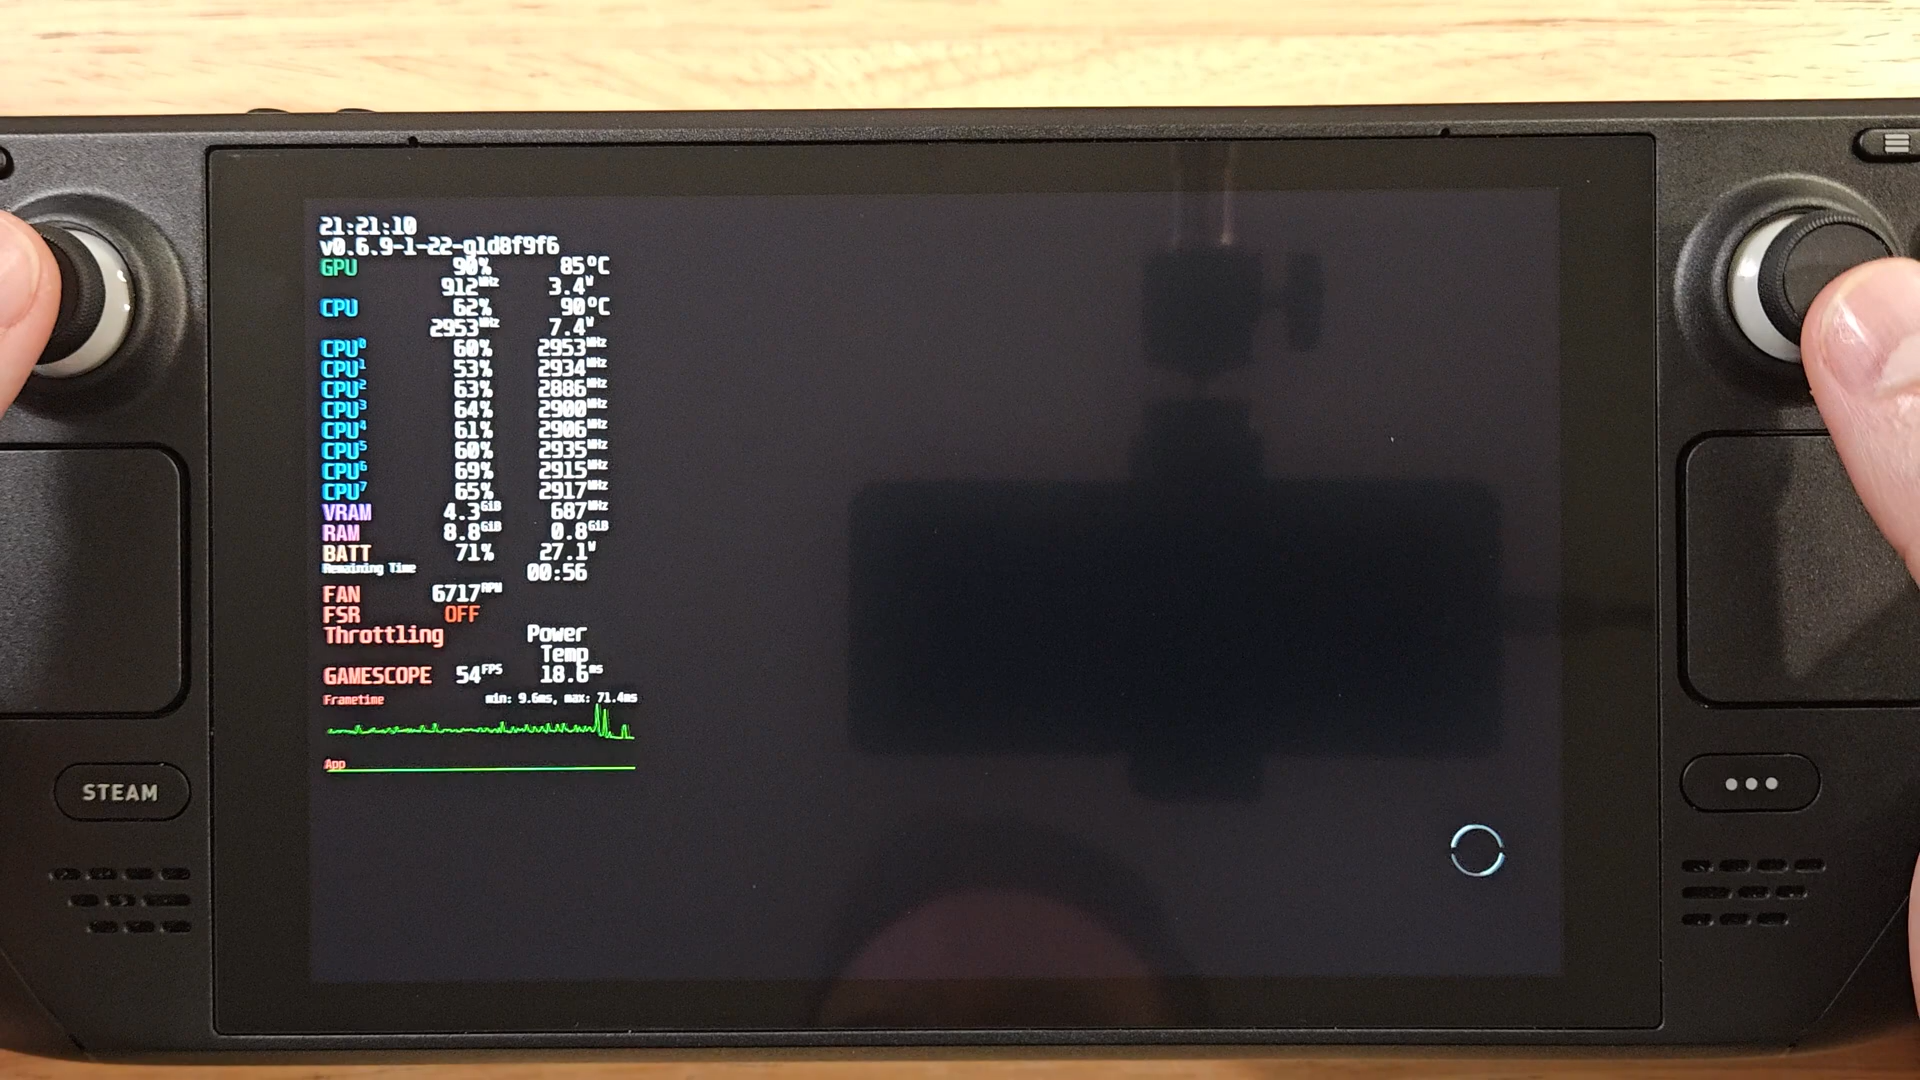 21:21:10
v0.6.9-1-22-g1d8f9f6
GPU 90% 85°C
912MHz 3.4W
CPU 62% 90°C
2953MHz 7.4W
CPU0 60% 2953MHz
CPU1 53% 2934MHz
CPU2 63% 2886MHz
CPU3 64% 2900MHz
CPU4 61% 2906MHz
CPU5 60% 2935MHz
CPU6 69% 2915MHz
CPU7 65% 2917MHz
VRAM 4.3GiB 687MHz
RAM 8.8GiB 0.8GiB
BATT 71% 27.1W
Remaining Time 00:56
FAN 6717RPM
FSR OFF
Throttling Power
Temp
GAMESCOPE 54FPS 18.6ms
Frametime min: 9.6ms, max: 71.4ms
App
STEAM